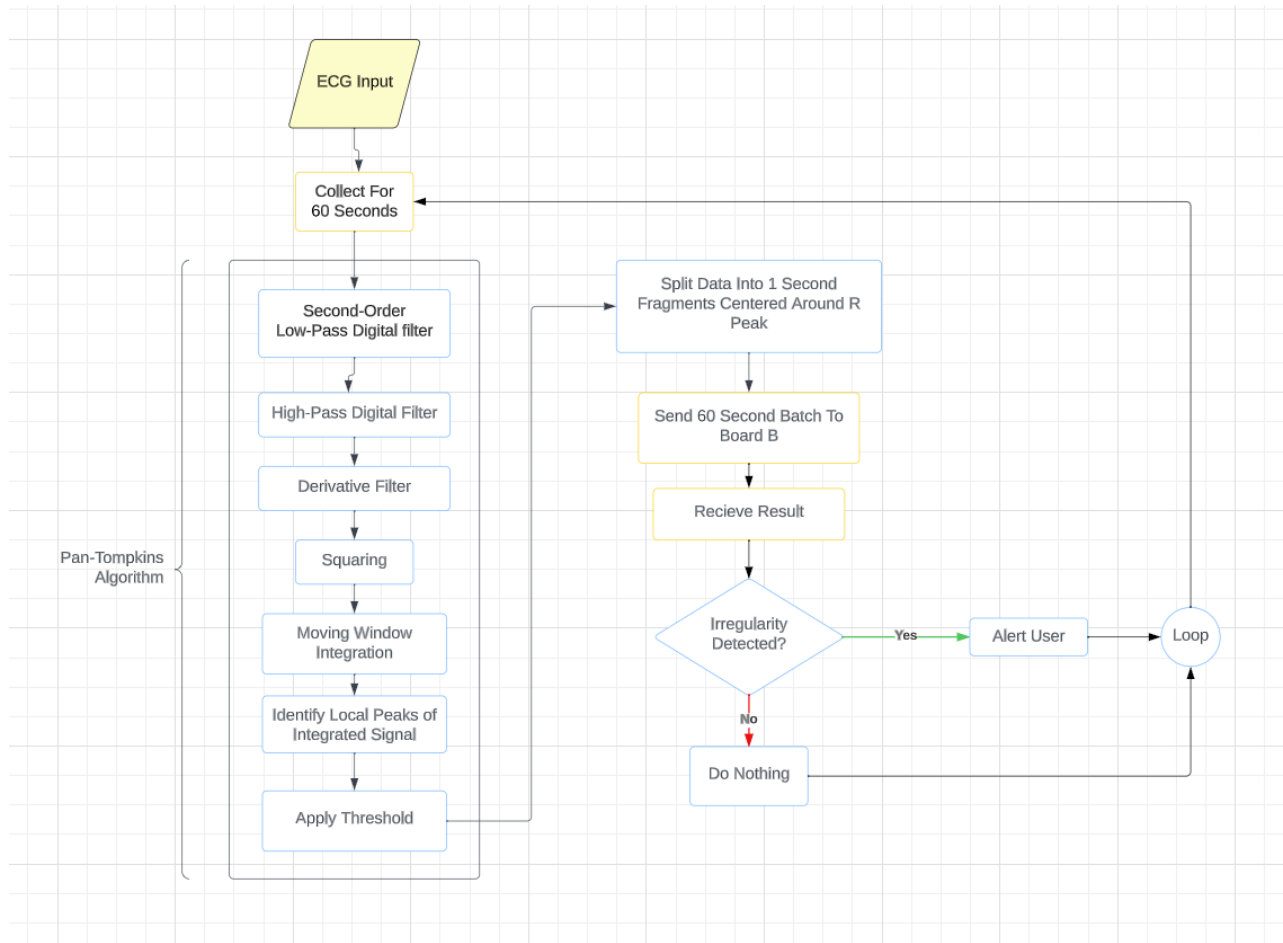 ECG Input
Collect For
60 Seconds
Pan-Tompkins
Algorithm
Second-Order
Low-Pass Digital filter
High-Pass Digital Filter
Derivative Filter
Squaring
Moving Window
Integration
Identify Local Peaks of
Integrated Signal
Apply Threshold
Split Data Into 1 Second
Fragments Centered Around R
Peak
Send 60 Second Batch To
Board B
Recieve Result
Irregularity
Detected?
Yes
Alert User
Loop
No
Do Nothing